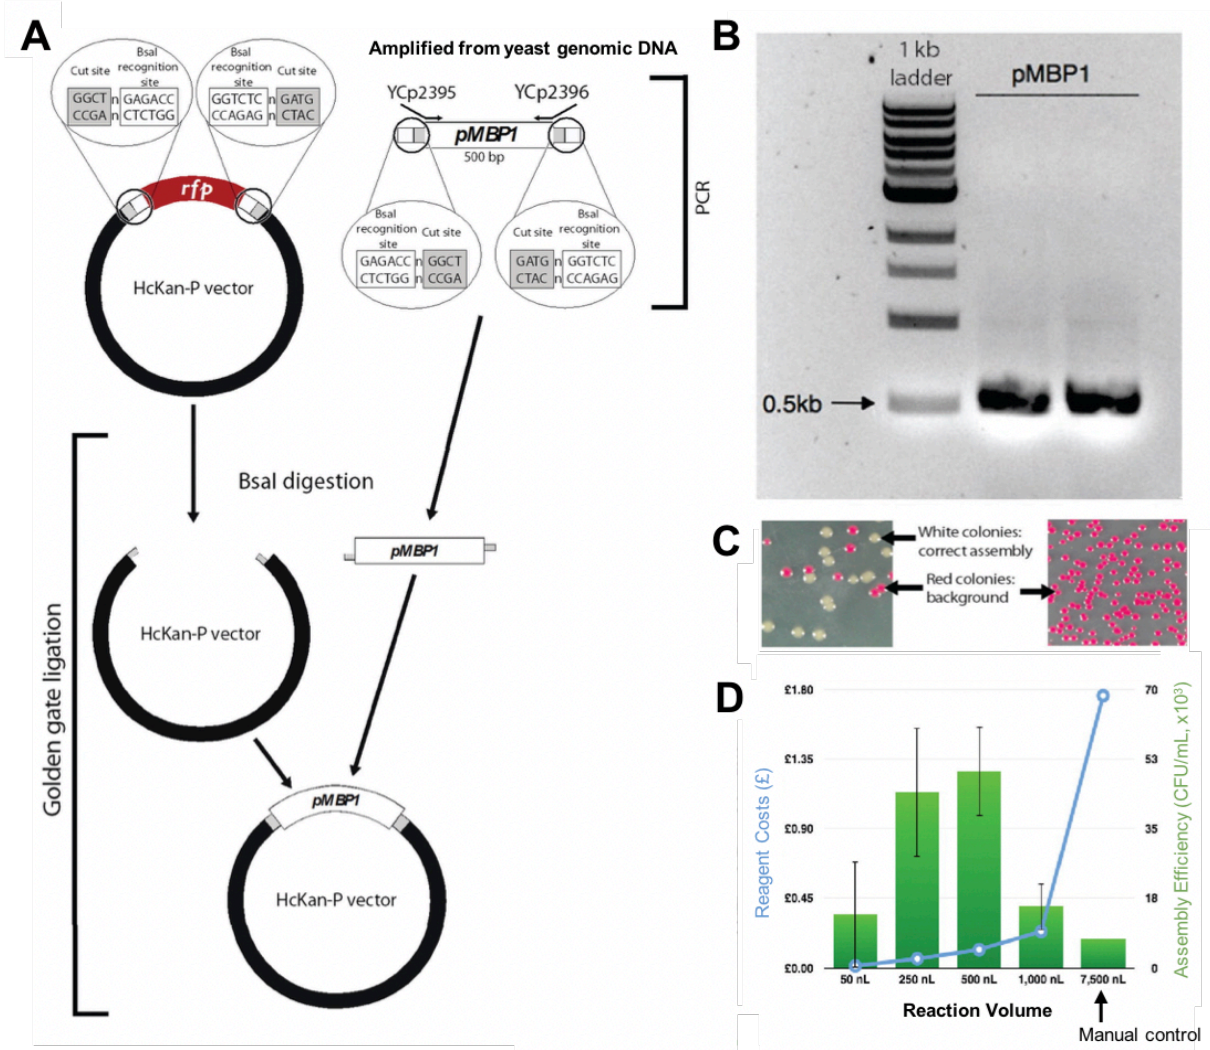 A
Amplified from yeast genomic DNA
Cut site
BsaI
recognition
site
GGCT n GAGACC
CCGA n CTCTGG
BsaI
recognition
site
Cut site
GGTCTC n GATG
CCAGAG n CTAC
YCp2395
YCp2396
pMBP1
500 bp
rfp
HcKan-P vector
BsaI
recognition
site
Cut site
GAGACC n GGCT
CTCTGG n CCGA
Cut site
BsaI
recognition
site
GATG n GGTCTC
CTAC n CCAGAG
PCR
BsaI digestion
pMBP1
HcKan-P vector
Golden gate ligation
pMBP1
HcKan-P vector
B
1 kb
ladder
pMBP1
0.5kb
C
White colonies:
correct assembly
Red colonies:
background
D
Reagent Costs (£)
£1.80
£1.35
£0.90
£0.45
£0.00
70
53
35
18
0
Assembly Efficiency (CFU/mL, x10³)
50 nL
250 nL
500 nL
1,000 nL
7,500 nL
Reaction Volume
Manual control